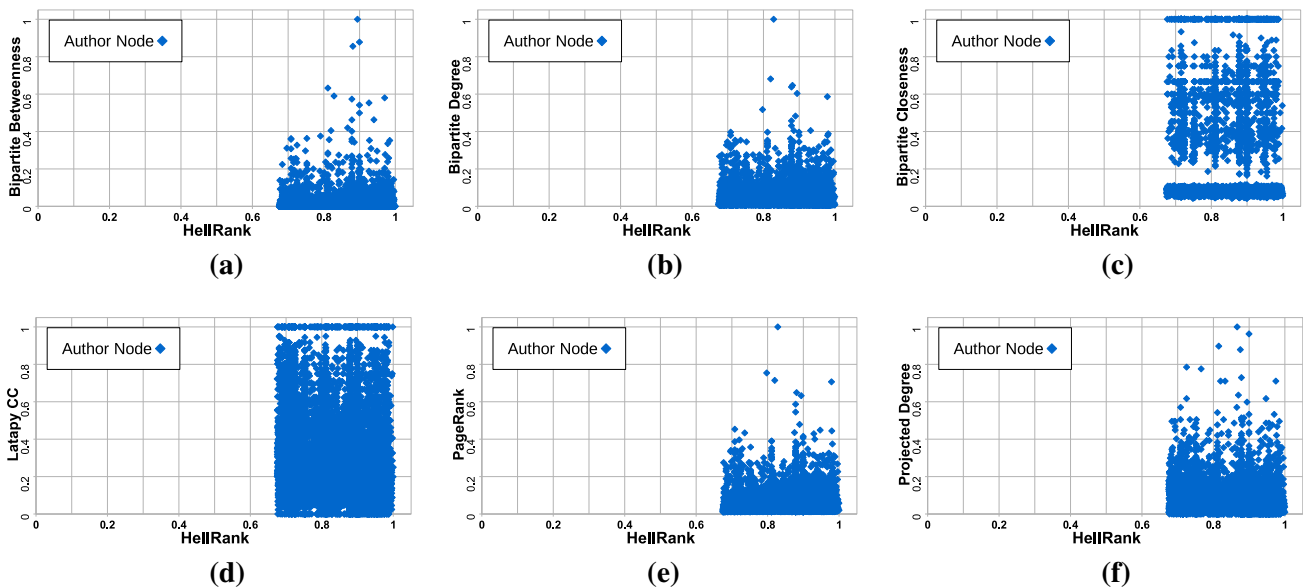 Author Node
Bipartite Betweenness
1
0.8
0.6
0.4
0.2
0
0 0.2 0.4 0.6 0.8 1
HellRank
(a)
Author Node
Bipartite Degree
1
0.8
0.6
0.4
0.2
0
0 0.2 0.4 0.6 0.8 1
HellRank
(b)
Author Node
Bipartite Closeness
1
0.8
0.6
0.4
0.2
0
0 0.2 0.4 0.6 0.8 1
HellRank
(c)
Author Node
Latapy CC
1
0.8
0.6
0.4
0.2
0
0 0.2 0.4 0.6 0.8 1
HellRank
(d)
Author Node
PageRank
1
0.8
0.6
0.4
0.2
0
0 0.2 0.4 0.6 0.8 1
HellRank
(e)
Author Node
Projected Degree
1
0.8
0.6
0.4
0.2
0
0 0.2 0.4 0.6 0.8 1
HellRank
(f)